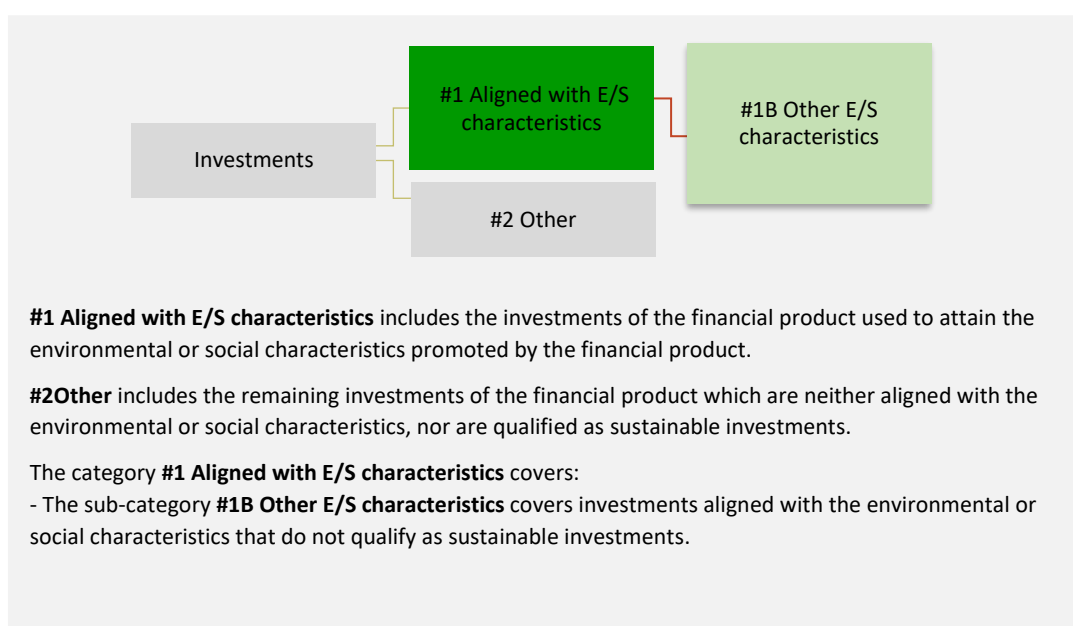 #1 Aligned with E/S
characteristics
#1B Other E/S
characteristics
Investments
#2 Other
#1 Aligned with E/S characteristics includes the investments of the financial product used to attain the
environmental or social characteristics promoted by the financial product.
#2Other includes the remaining investments of the financial product which are neither aligned with the
environmental or social characteristics, nor are qualified as sustainable investments.
The category #1 Aligned with E/S characteristics covers:
- The sub-category #1B Other E/S characteristics covers investments aligned with the environmental or
social characteristics that do not qualify as sustainable investments.